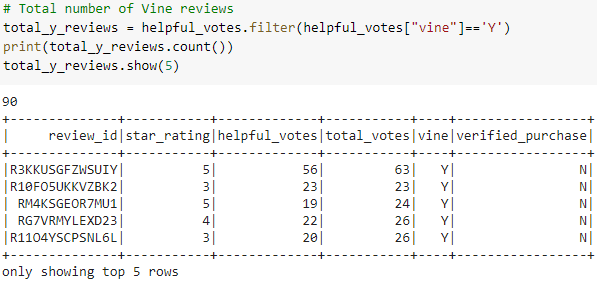 # Total number of Vine reviews
total_y_reviews = helpful_votes.filter(helpful_votes["vine"]=='Y')
print(total_y_reviews.count())
total_y_reviews.show(5)
90
+--------------+-----------+-------------+-----------+----+-----------------+
|     review_id|star_rating|helpful_votes|total_votes|vine|verified_purchase|
+--------------+-----------+-------------+-----------+----+-----------------+
|R3KKUSGFZWSUIY|          5|           56|         63|   Y|                N|
|R10FO5UKKVZBK2|          3|           23|         23|   Y|                N|
| RM4KSGEOR7MU1|          5|           19|         24|   Y|                N|
| RG7VRMYLEXD23|          4|           22|         26|   Y|                N|
|R11O4YSCPSNL6L|          3|           20|         26|   Y|                N|
+--------------+-----------+-------------+-----------+----+-----------------+
only showing top 5 rows